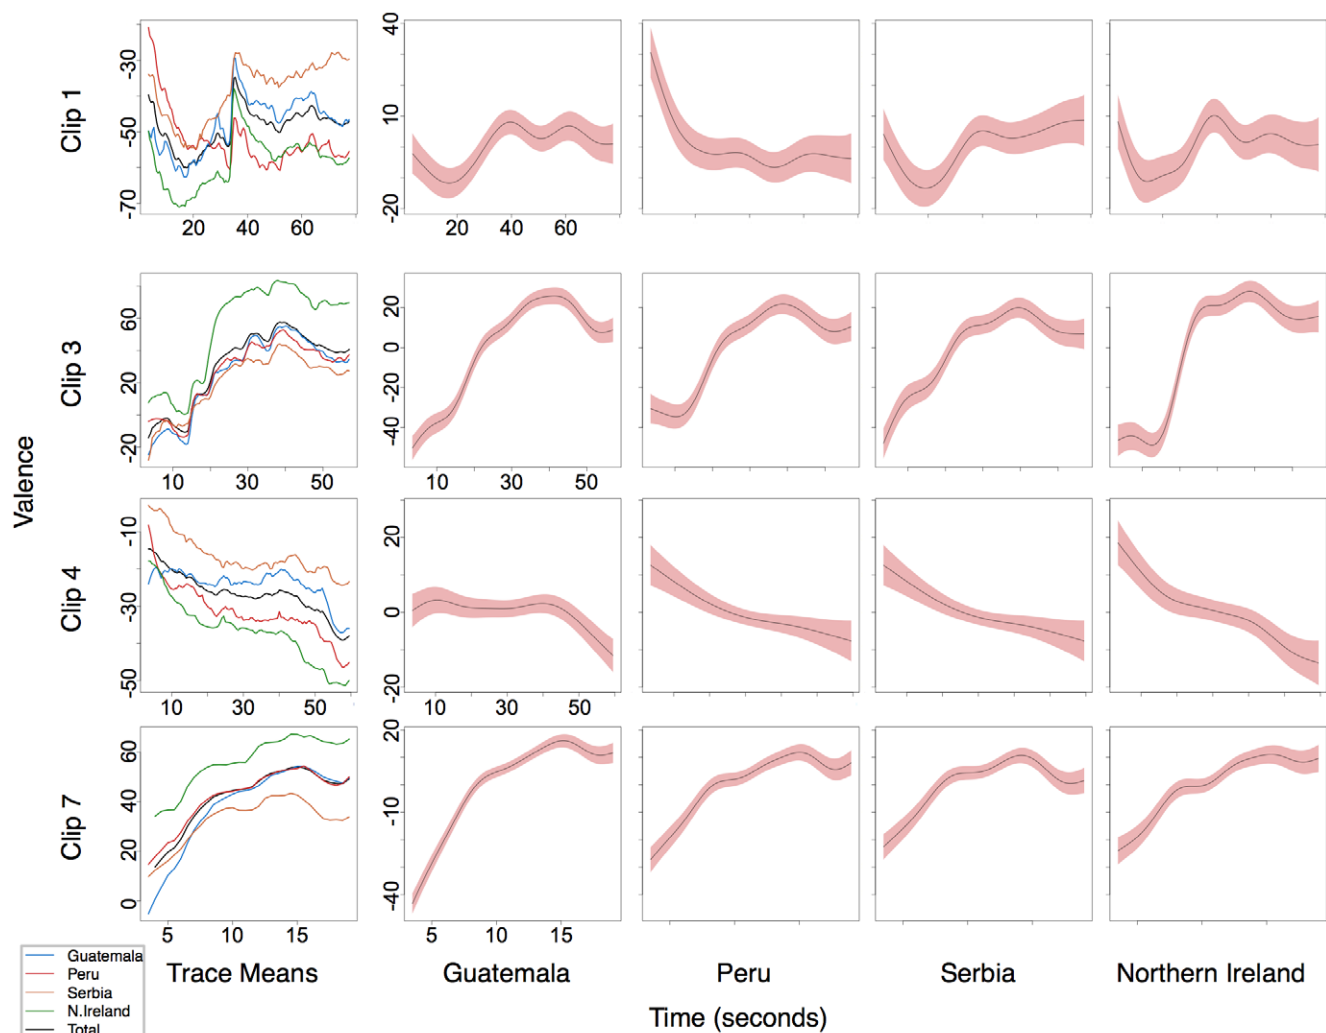 Valence
Clip 1
-30
-50
-70
20 40 60
40
10
-20
20 40 60
Clip 3
60
20
-20
10 30 50
20
0
-20
-40
10 30 50
Clip 4
-10
-30
-50
10 30 50
20
0
-20
10 30 50
Clip 7
60
40
20
0
5 10 15
20
-10
-40
5 10 15
Guatemala
Peru
Serbia
N.Ireland
Total
Trace Means Guatemala Peru Serbia Northern Ireland
Time (seconds)